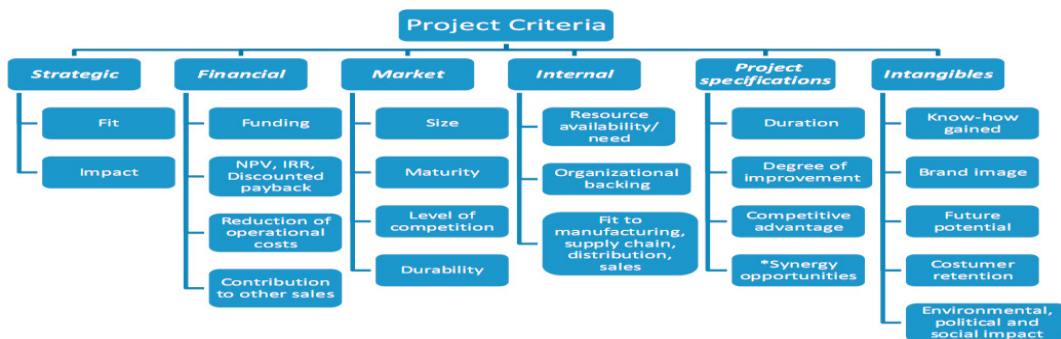 Project Criteria
Strategic
Fit
Impact
Financial
Funding
NPV, IRR,
Discounted
payback
Reduction of
operational
costs
Contribution
to other sales
Market
Size
Maturity
Level of
competition
Durability
Internal
Resource
availability/
need
Organizational
backing
Fit to
manufacturing,
supply chain,
distribution,
sales
Project
specifications
Duration
Degree of
improvement
Competitive
advantage
*Synergy
opportunities
Intangibles
Know-how
gained
Brand image
Future
potential
Costumer
retention
Environmental,
political and
social impact